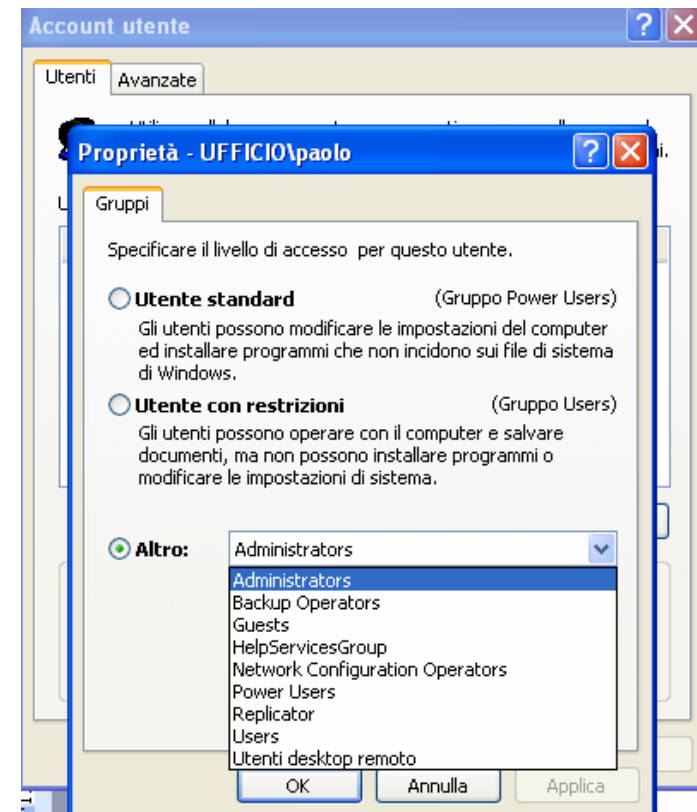 Account utente
Utenti
Avanzate
Proprietà - UFFICIO\paolo
Gruppi
Specificare il livello di accesso per questo utente.
Utente standard (Gruppo Power Users)
Gli utenti possono modificare le impostazioni del computer
ed installare programmi che non incidono sui file di sistema
di Windows.
Utente con restrizioni (Gruppo Users)
Gli utenti possono operare con il computer e salvare
documenti, ma non possono installare programmi o
modificare le impostazioni di sistema.
Altro: Administrators
Administrators
Backup Operators
Guests
HelpServicesGroup
Network Configuration Operators
Power Users
Replicator
Users
Utenti desktop remoto
OK Annulla Applica